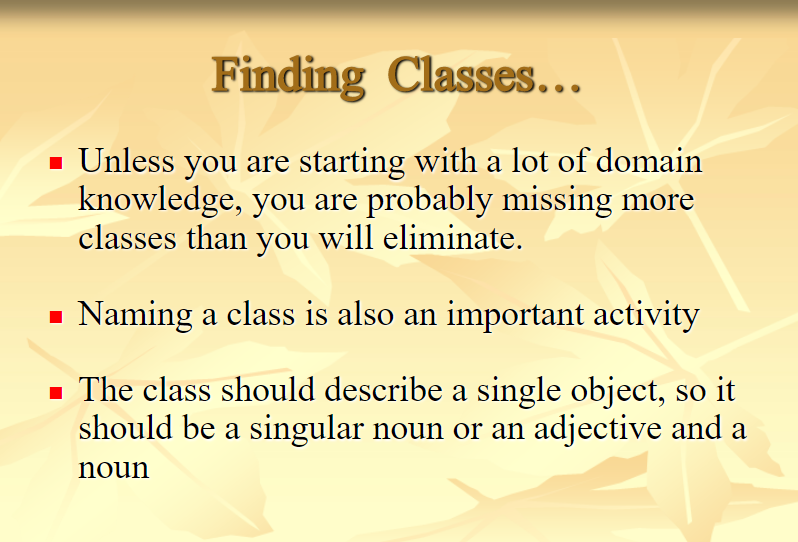 Finding Classes…
Unless you are starting with a lot of domain
knowledge, you are probably missing more
classes than you will eliminate.
Naming a class is also an important activity
The class should describe a single object, so it
should be a singular noun or an adjective and a
noun